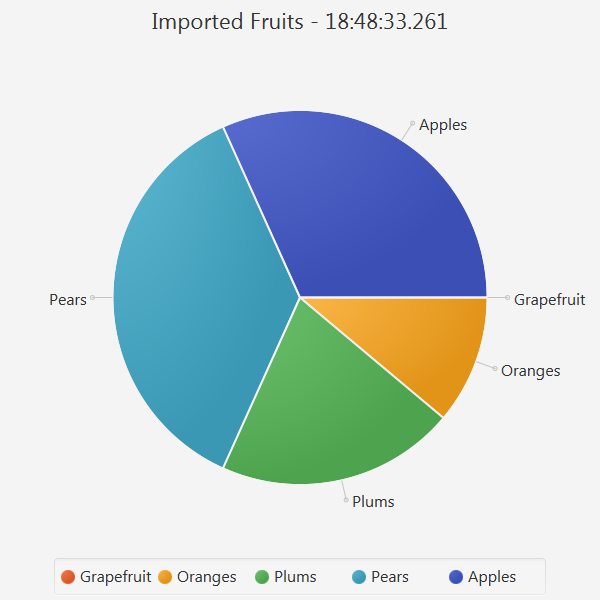 Imported Fruits - 18:48:33.261
Apples
Pears
Grapefruit
Oranges
Plums
Grapefruit Oranges Plums Pears Apples